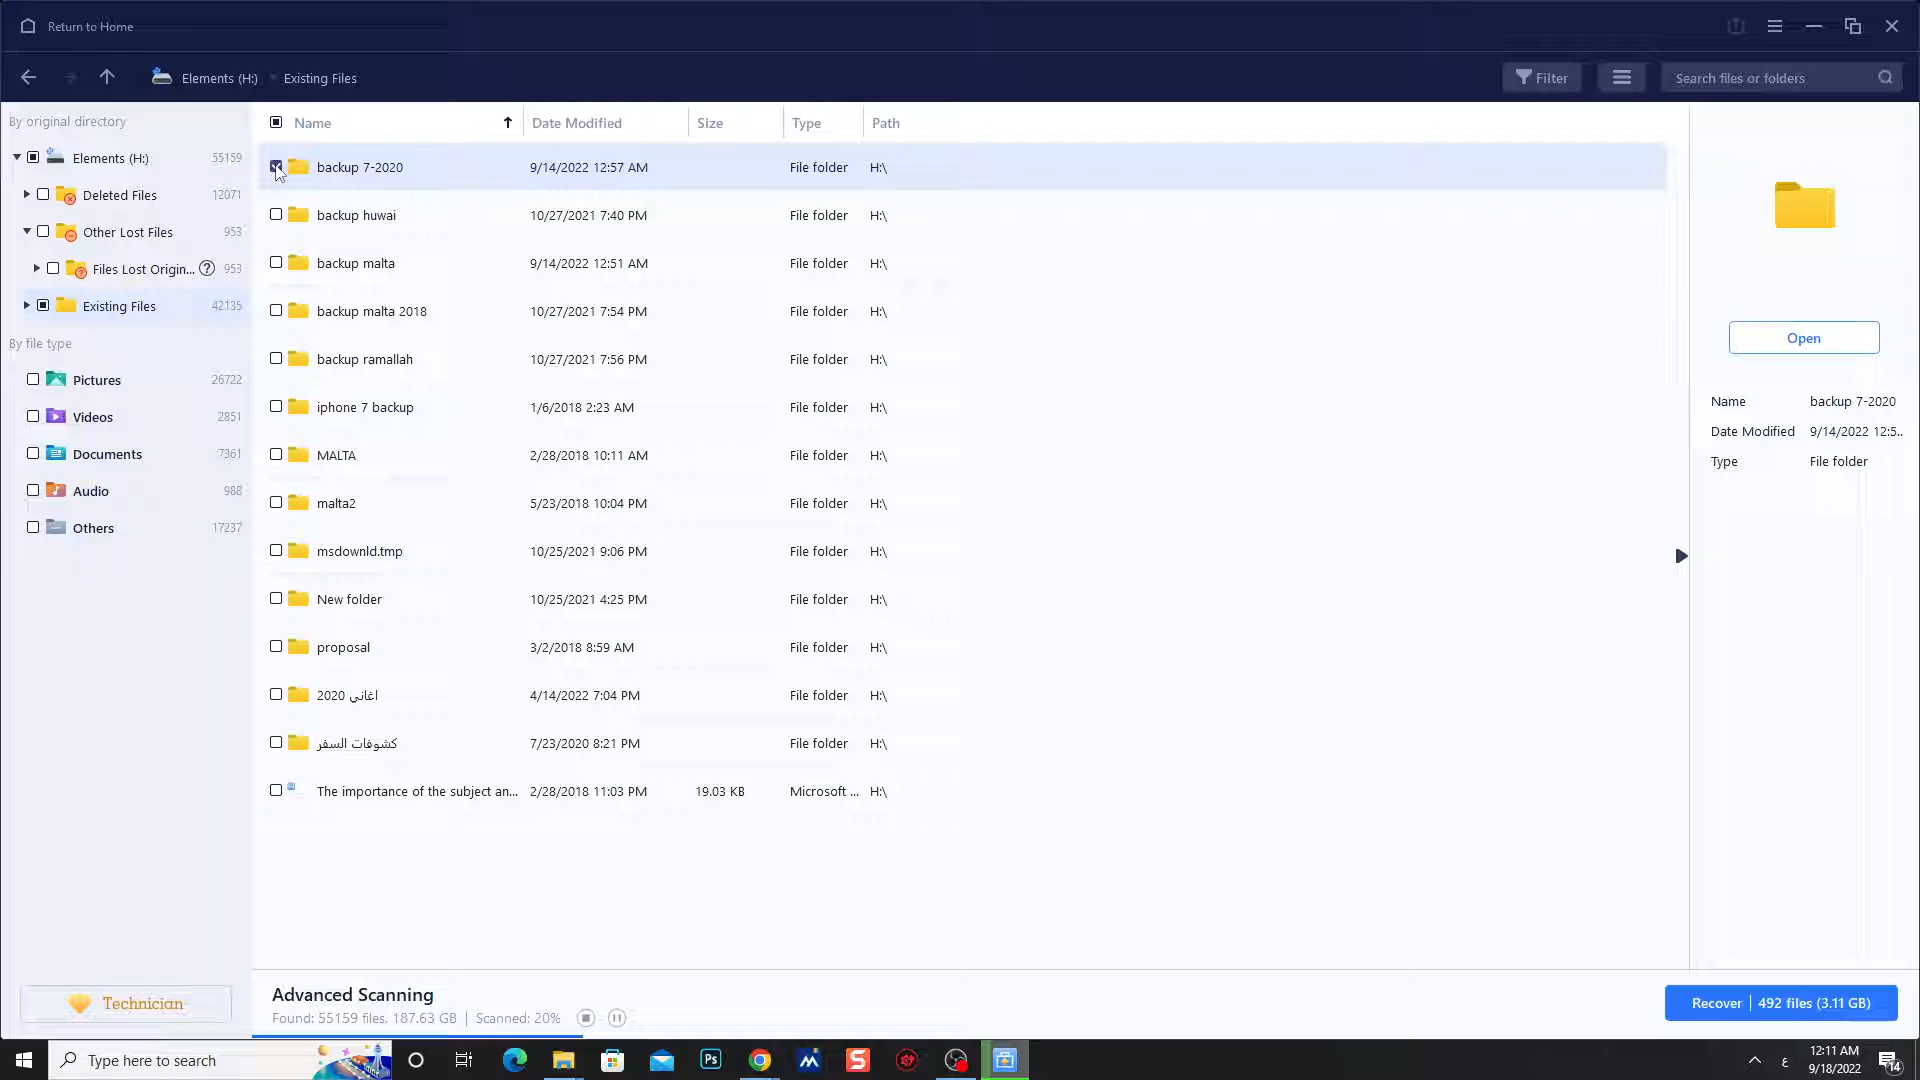 Return to Home
Elements (H:) Existing Files
Filter
Search files or folders
By original directory
Elements (H:) 55159
Deleted Files 12071
Other Lost Files 953
Files Lost Origin... 953
Existing Files 42135
By file type
Pictures 26722
Videos 2851
Documents 7361
Audio 988
Others 17237
Technician
Name Date Modified Size Type Path
backup 7-2020 9/14/2022 12:57 AM File folder H:\
backup huwai 10/27/2021 7:40 PM File folder H:\
backup malta 9/14/2022 12:51 AM File folder H:\
backup malta 2018 10/27/2021 7:54 PM File folder H:\
backup ramallah 10/27/2021 7:56 PM File folder H:\
iphone 7 backup 1/6/2018 2:23 AM File folder H:\
MALTA 2/28/2018 10:11 AM File folder H:\
malta2 5/23/2018 10:04 PM File folder H:\
msdownld.tmp 10/25/2021 9:06 PM File folder H:\
New folder 10/25/2021 4:25 PM File folder H:\
proposal 3/2/2018 8:59 AM File folder H:\
اغاني 2020 4/14/2022 7:04 PM File folder H:\
كشوفات السفر 7/23/2020 8:21 PM File folder H:\
The importance of the subject an... 2/28/2018 11:03 PM 19.03 KB Microsoft ... H:\
Open
Name backup 7-2020
Date Modified 9/14/2022 12:5..
Type File folder
Advanced Scanning
Found: 55159 files, 187.63 GB | Scanned: 20%
Recover | 492 files (3.11 GB)
Type here to search
Ps
ع
12:11 AM
9/18/2022
14